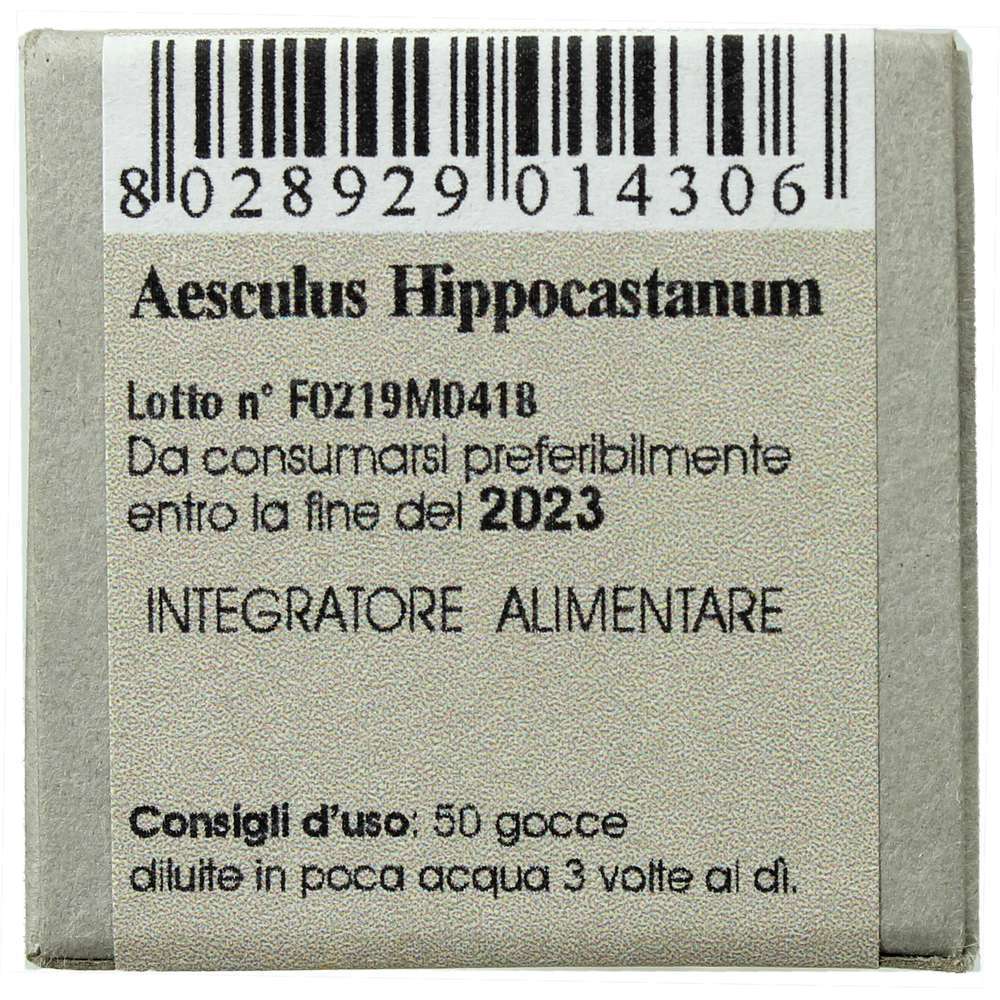 8 028929 014306
Aesculus Hippocastanum
Lotto n° F0219M0418
Da consumarsi preferibilmente
entro la fine del 2023
INTEGRATORE ALIMENTARE
Consigli d'uso: 50 gocce
diluite in poca acqua 3 volte al dì.